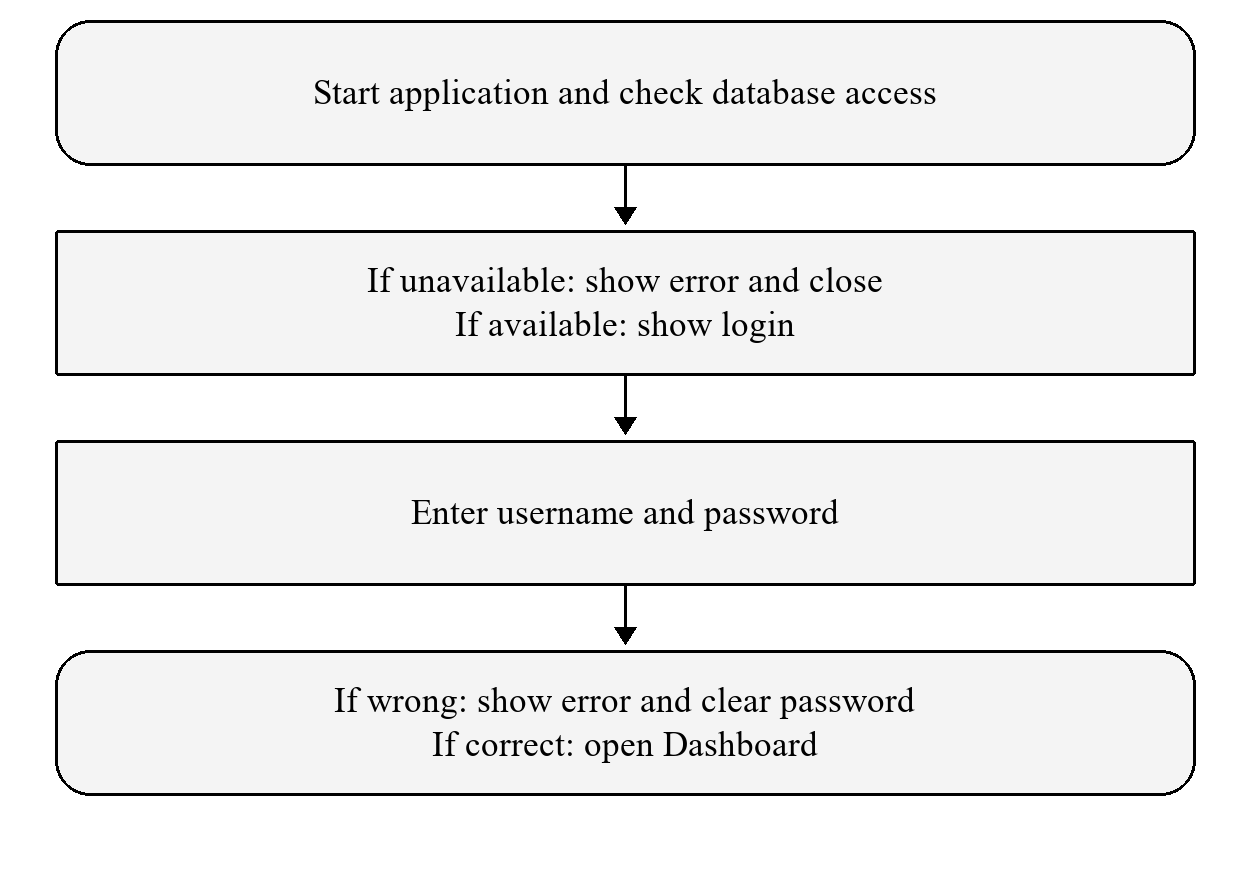 Start application and check database access
If unavailable: show error and close
If available: show login
Enter username and password
If wrong: show error and clear password
If correct: open Dashboard